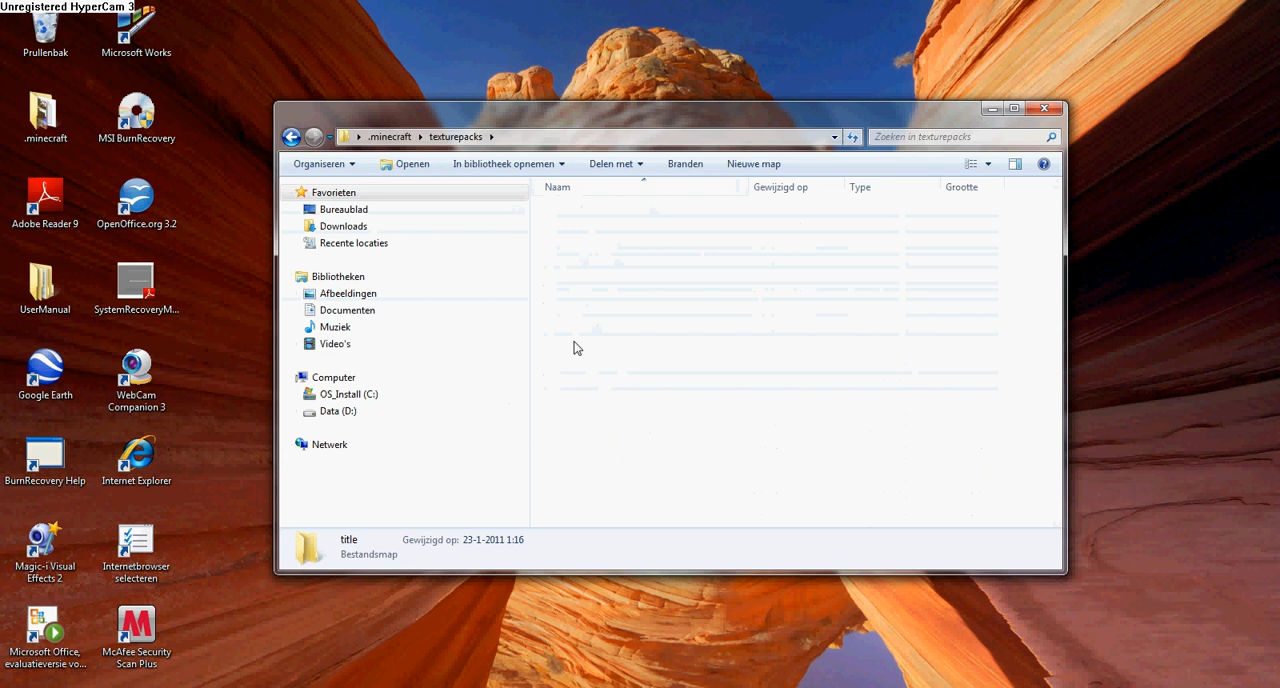 Unregistered HyperCam 3
Prullenbak
Microsoft Works
.minecraft
MSI BurnRecovery
Adobe Reader 9
OpenOffice.org 3.2
UserManual
SystemRecoveryM...
Google Earth
WebCam
Companion 3
BurnRecovery Help
Internet Explorer
Magic-i Visual
Effects 2
Internetbrowser
selecteren
Microsoft Office,
evaluatieversie vo...
McAfee Security
Scan Plus
.minecraft
texturepacks
Zoeken in texturepacks
Organiseren
Openen
In bibliotheek opnemen
Delen met
Branden
Nieuwe map
Naam
Gewijzigd op
Type
Grootte
Favorieten
Bureaublad
Downloads
Recente locaties
Bibliotheken
Afbeeldingen
Documenten
Muziek
Video's
Computer
OS_Install (C:)
Data (D:)
Netwerk
title
Gewijzigd op: 23-1-2011 1:16
Bestandsmap